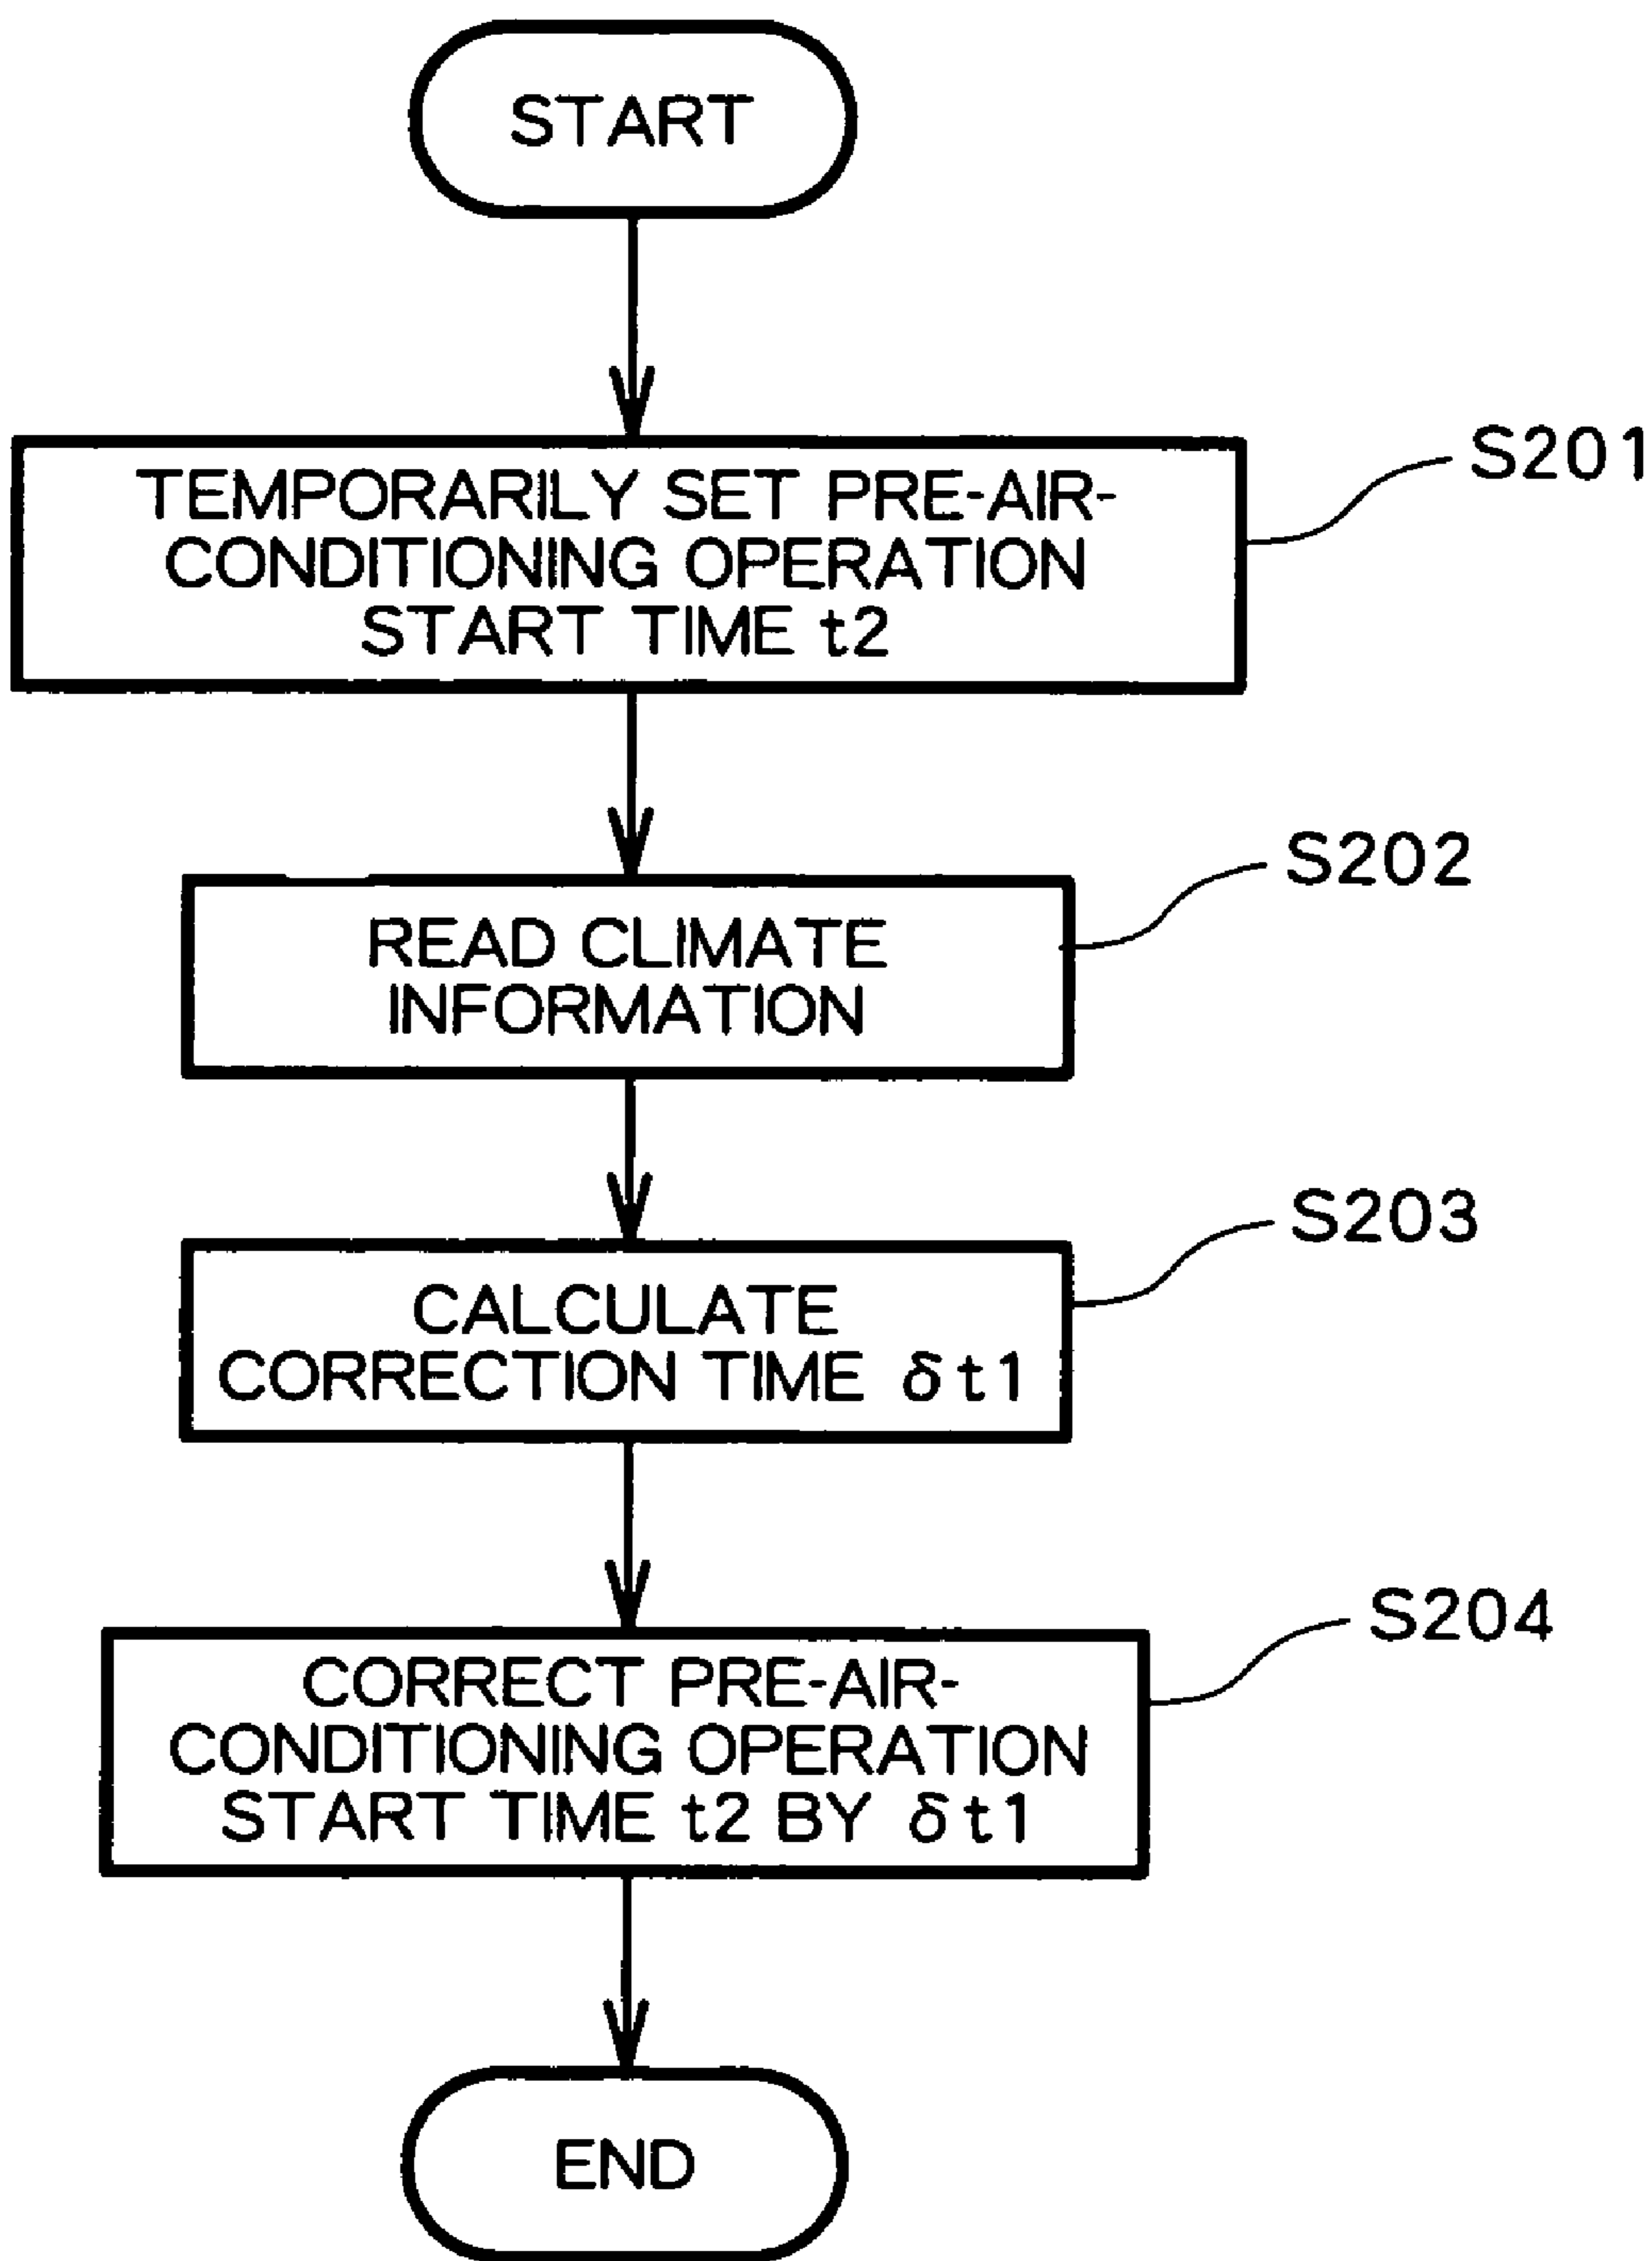 START
TEMPORARILY SET PRE-AIR-
CONDITIONING OPERATION
START TIME t2
S201
READ CLIMATE
INFORMATION
S202
CALCULATE
CORRECTION TIME δt1
S203
CORRECT PRE-AIR-
CONDITIONING OPERATION
START TIME t2 BY δt1
S204
END